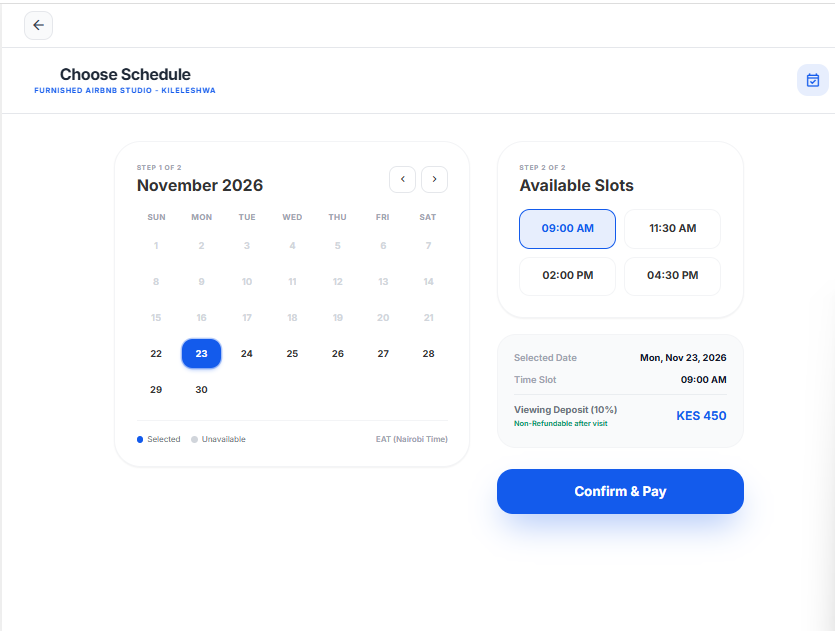 Choose Schedule
FURNISHED AIRBNB STUDIO - KILELESHWA
STEP 1 OF 2
November 2026
SUN MON TUE WED THU FRI SAT
1 2 3 4 5 6 7
8 9 10 11 12 13 14
15 16 17 18 19 20 21
22 23 24 25 26 27 28
29 30
Selected Unavailable EAT (Nairobi Time)
STEP 2 OF 2
Available Slots
09:00 AM 11:30 AM
02:00 PM 04:30 PM
Selected Date Mon, Nov 23, 2026
Time Slot 09:00 AM
Viewing Deposit (10%) KES 450
Non-Refundable after visit
Confirm & Pay